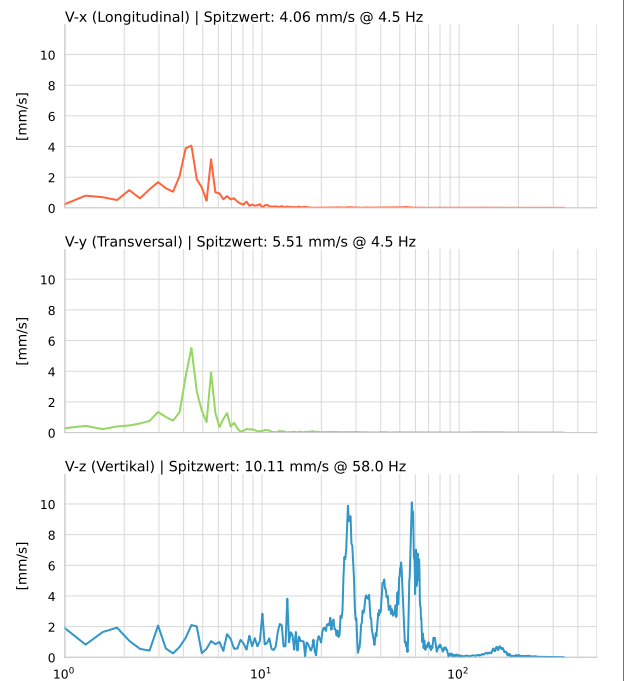 V-x (Longitudinal) | Spitzwert: 4.06 mm/s @ 4.5 Hz
10
8
6
4
2
0
[mm/s]
V-y (Transversal) | Spitzwert: 5.51 mm/s @ 4.5 Hz
10
8
6
4
2
0
[mm/s]
V-z (Vertikal) | Spitzwert: 10.11 mm/s @ 58.0 Hz
10
8
6
4
2
0
[mm/s]
10⁰ 10¹ 10²